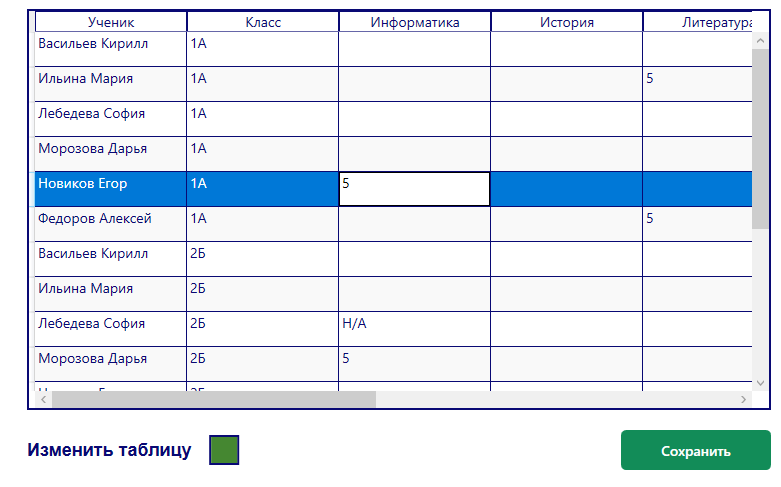 Ученик Класс Информатика История Литература
Васильев Кирилл 1А
Ильина Мария 1А 5
Лебедева София 1А
Морозова Дарья 1А
Новиков Егор 1А 5
Федоров Алексей 1А 5
Васильев Кирилл 2Б
Ильина Мария 2Б
Лебедева София 2Б Н/А
Морозова Дарья 2Б 5
Изменить таблицу Сохранить